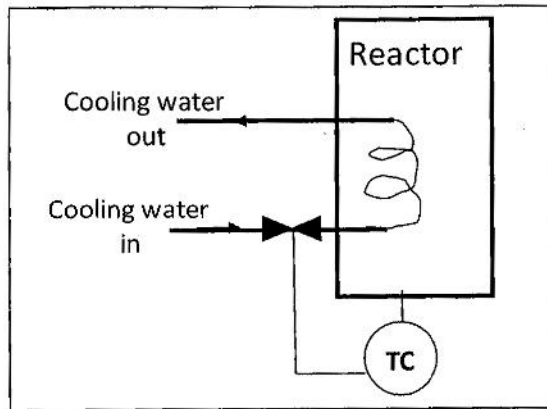 Reactor
Cooling water
out
Cooling water
in
TC